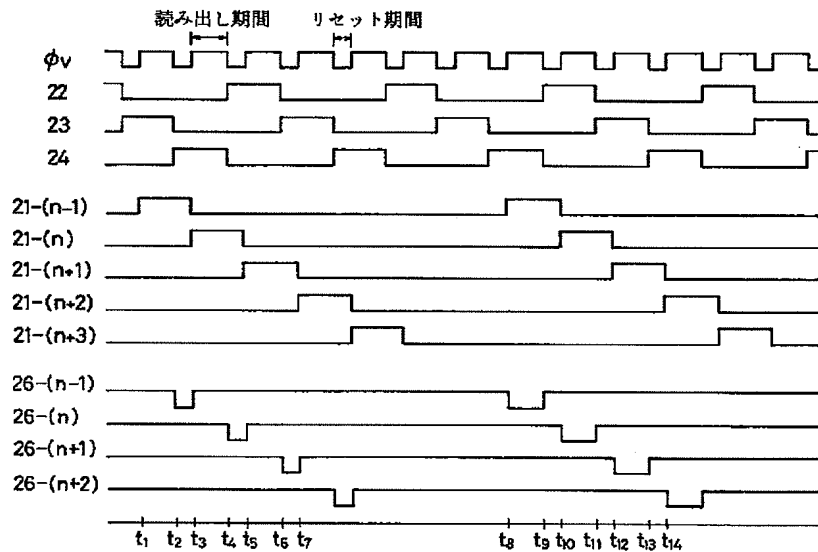 読み出し期間 リセット期間
φv
22
23
24
21-(n-1)
21-(n)
21-(n+1)
21-(n+2)
21-(n+3)
26-(n-1)
26-(n)
26-(n+1)
26-(n+2)
t1 t2 t3 t4 t5 t6 t7 t8 t9 t10 t11 t12 t13 t14